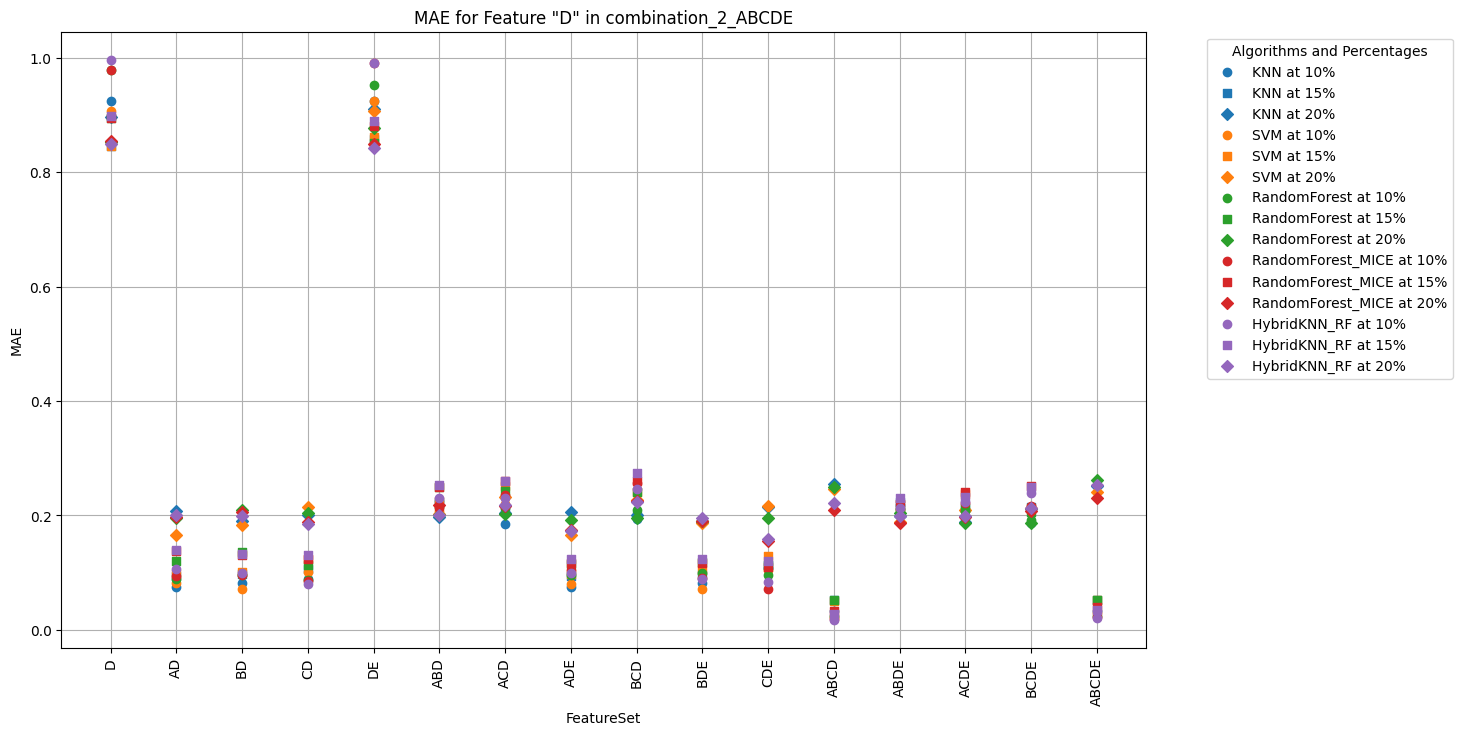 MAE for Feature "D" in combination_2_ABCDE
MAE
1.0
0.8
0.6
0.4
0.2
0.0
D
AD
BD
CD
DE
ABD
ACD
ADE
BCD
BDE
CDE
ABCD
ABDE
ACDE
BCDE
ABCDE
FeatureSet
Algorithms and Percentages
KNN at 10%
KNN at 15%
KNN at 20%
SVM at 10%
SVM at 15%
SVM at 20%
RandomForest at 10%
RandomForest at 15%
RandomForest at 20%
RandomForest_MICE at 10%
RandomForest_MICE at 15%
RandomForest_MICE at 20%
HybridKNN_RF at 10%
HybridKNN_RF at 15%
HybridKNN_RF at 20%